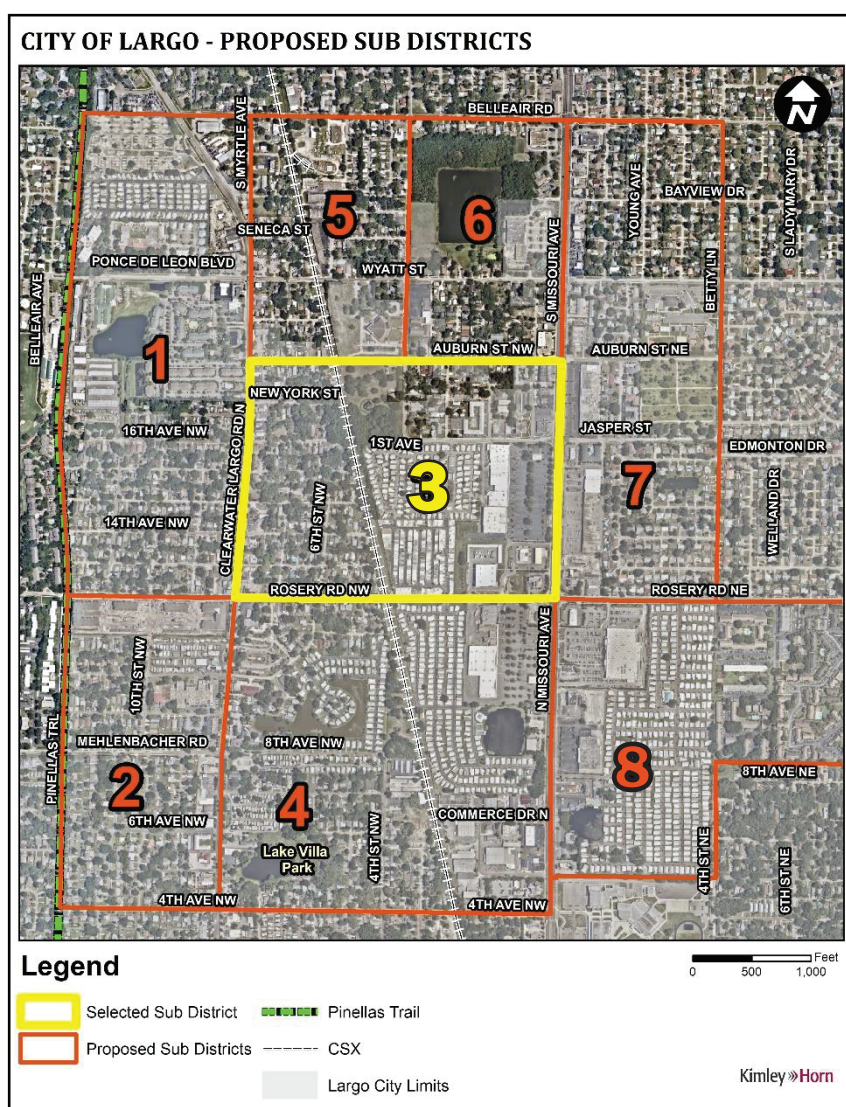 CITY OF LARGO - PROPOSED SUB DISTRICTS
BELLEAIR RD
N
S MYRTLE AVE
S MISSOURI AVE
YOUNG AVE
BAYVIEW DR
S LADY MARY DR
BETTY LN
5
6
SENECA ST
WYATT ST
PONCE DE LEON BLVD
BELLEAIR AVE
1
AUBURN ST NW
AUBURN ST NE
NEW YORK ST
16TH AVE NW
1ST AVE
JASPER ST
EDMONTON DR
CLEARWATER LARGO RD N
3
7
WELLAND DR
14TH AVE NW
6TH ST NW
ROSERY RD NW
ROSERY RD NE
N MISSOURI AVE
10TH ST NW
MEHLENBACHER RD
8TH AVE NW
PINELLAS TRL
2
4
8
8TH AVE NE
6TH AVE NW
COMMERCE DR N
4TH ST NW
Lake Villa
Park
4TH ST NE
6TH ST NE
4TH AVE NW
4TH AVE NW
Legend
Feet
0 500 1,000
Selected Sub District
Pinellas Trail
Proposed Sub Districts
CSX
Largo City Limits
Kimley»Horn